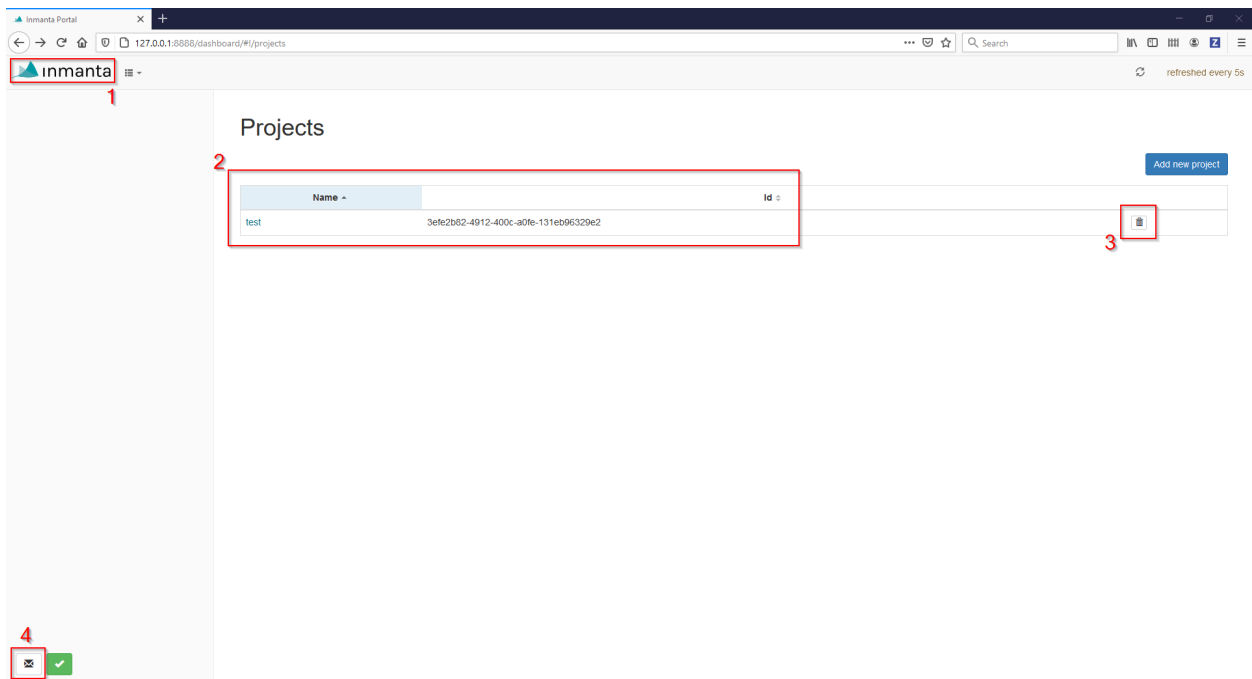 Inmanta Portal
127.0.0.1:8888/dashboard/#!/projects
Search
Z
ınmanta
refreshed every 5s
1
Projects
2
Add new project
Name
Id
test
3efe2b82-4912-400c-a0fe-131eb96329e2
3
4